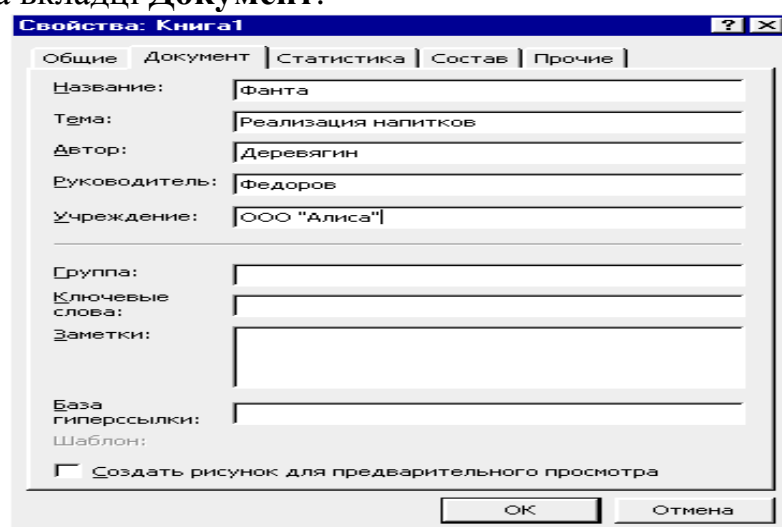 а вкладці Документ.
Свойства: Книга1
Общие Документ Статистика Состав Прочие
Название: Фанта
Тема: Реализация напитков
Автор: Деревягин
Руководитель: Федоров
Учреждение: ООО "Алиса"
Группа:
Ключевые
слова:
Заметки:
База
гиперссылки:
Шаблон:
Создать рисунок для предварительного просмотра
ОК Отмена